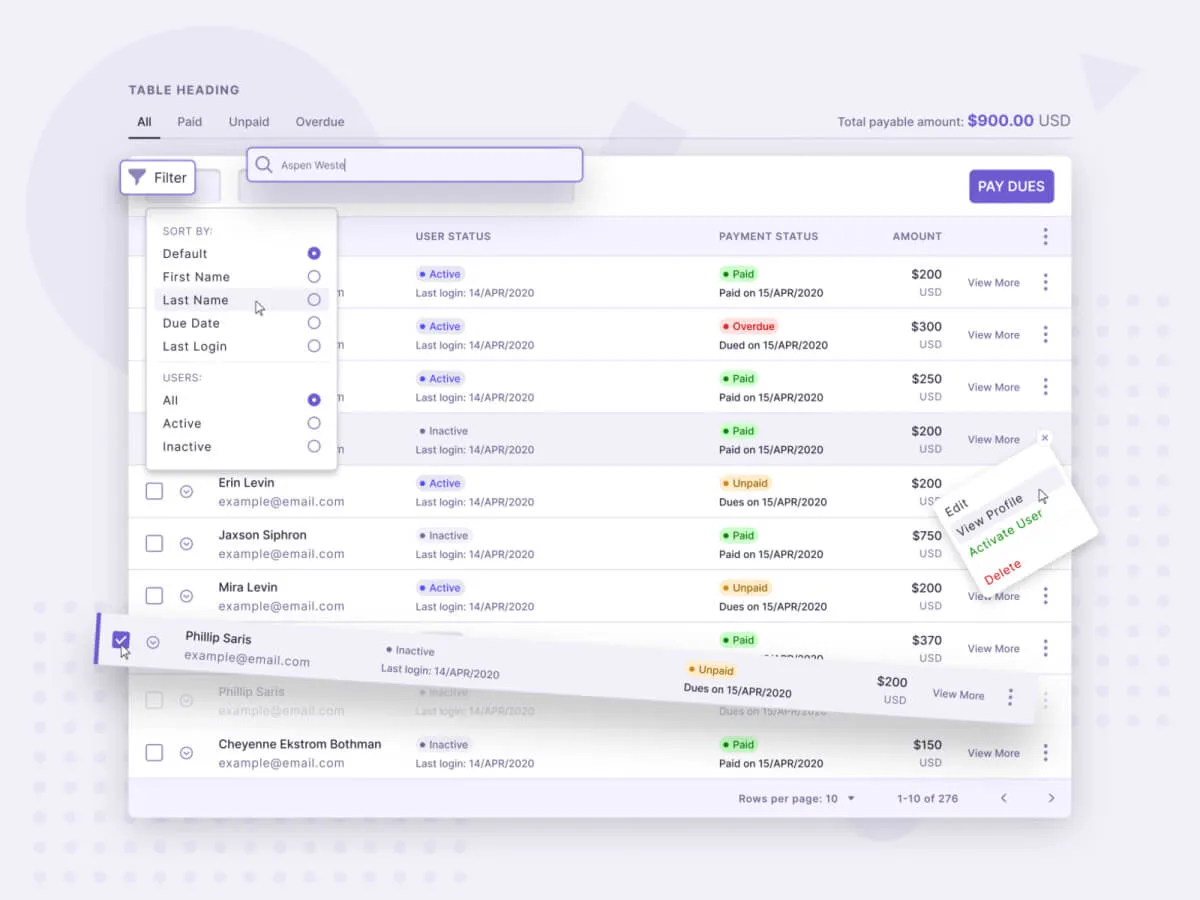 TABLE HEADING
All Paid Unpaid Overdue
Total payable amount: $900.00 USD
Filter
Aspen Weste
PAY DUES
SORT BY:
Default
First Name
Last Name
Due Date
Last Login
USERS:
All
Active
Inactive
USER STATUS PAYMENT STATUS AMOUNT
Active Paid $200 View More
Last login: 14/APR/2020 Paid on 15/APR/2020 USD
Active Overdue $300 View More
Last login: 14/APR/2020 Dued on 15/APR/2020 USD
Active Paid $250 View More
Last login: 14/APR/2020 Paid on 15/APR/2020 USD
Inactive Paid $200 View More
Last login: 14/APR/2020 Paid on 15/APR/2020 USD
Erin Levin Active Unpaid $200
example@email.com Last login: 14/APR/2020 Dues on 15/APR/2020 USD
Edit
View Profile
Activate User
Delete
Jaxson Siphron Inactive Paid $750
example@email.com Last login: 14/APR/2020 Paid on 15/APR/2020 USD
Mira Levin Active Unpaid $200 View More
example@email.com Last login: 14/APR/2020 Dues on 15/APR/2020 USD
Paid $370 View More
USD
Phillip Saris Inactive Unpaid $200 View More
example@email.com Last login: 14/APR/2020 Dues on 15/APR/2020 USD
Phillip Saris Inactive
example@email.com Last login: 14/APR/2020 Dues on 15/APR/2020
Cheyenne Ekstrom Bothman Inactive Paid $150 View More
example@email.com Last login: 14/APR/2020 Paid on 15/APR/2020 USD
Rows per page: 10 1-10 of 276